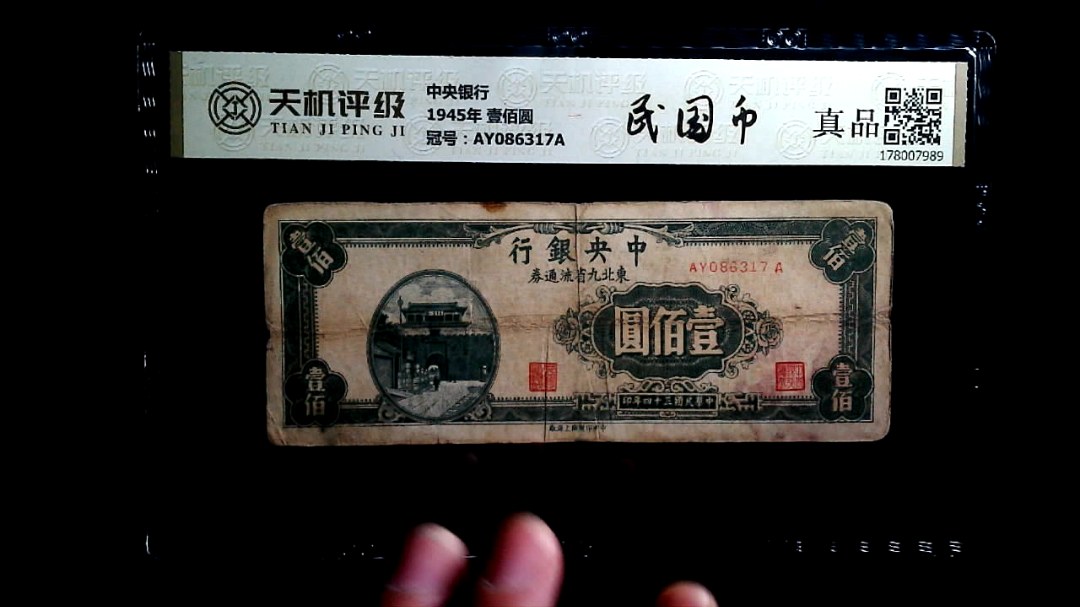 天机评级
TIAN JI PING JI
中央银行
1945年 壹佰圆
冠号：AY086317A
民国币
真品
178007989
壹佰
壹佰
中央銀行
東北九省流通券
AY086317A
壹佰圓
壹佰
壹佰
中華民國三十四年印